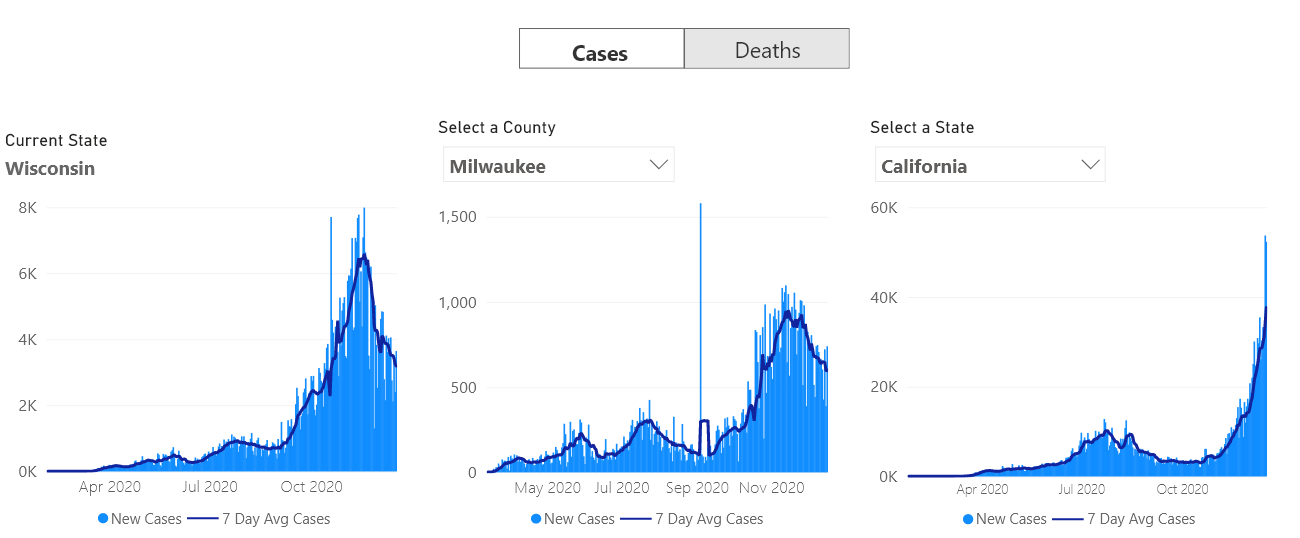 Cases
Deaths
Current State
Wisconsin
8K
6K
4K
2K
0K
Apr 2020 Jul 2020 Oct 2020
New Cases 7 Day Avg Cases
Select a County
Milwaukee
1,500
1,000
500
0
May 2020 Jul 2020 Sep 2020 Nov 2020
New Cases 7 Day Avg Cases
Select a State
California
60K
40K
20K
0K
Apr 2020 Jul 2020 Oct 2020
New Cases 7 Day Avg Cases